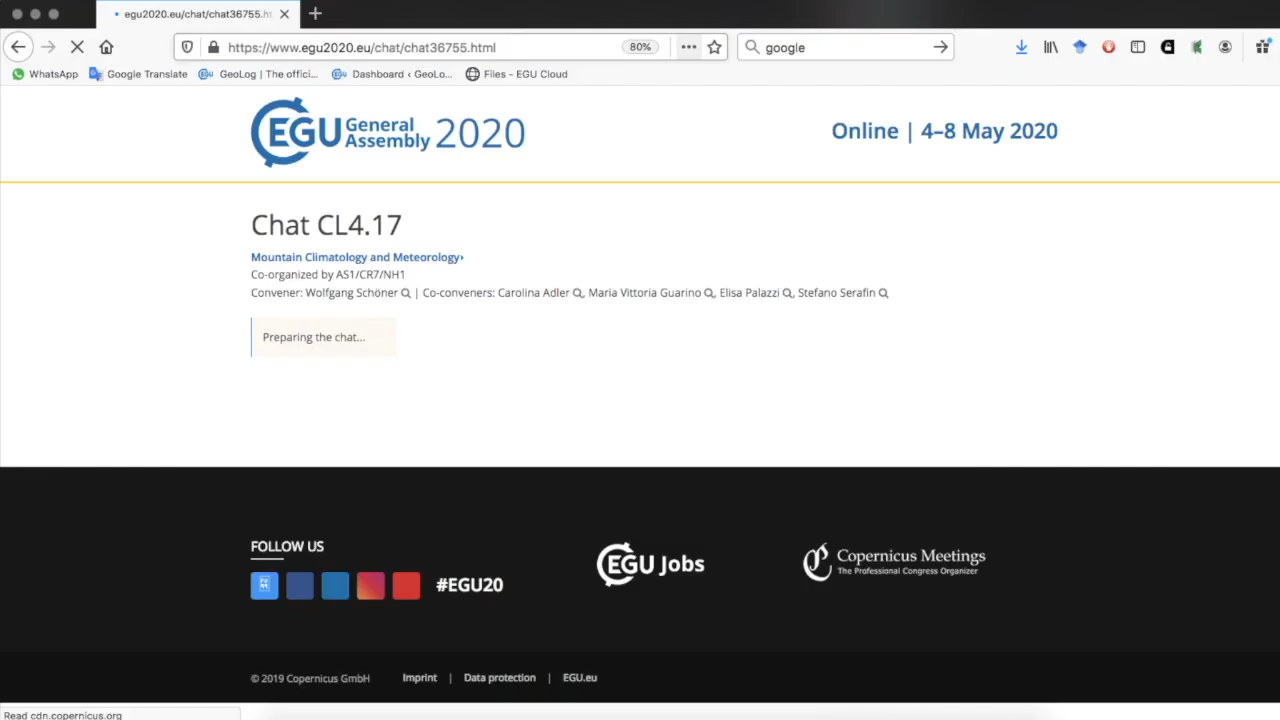 egu2020.eu/chat/chat36755.ht
https://www.egu2020.eu/chat/chat36755.html
80%
google
WhatsApp
Google Translate
GeoLog | The offici...
Dashboard ‹ GeoLo...
Files - EGU Cloud
EGU General Assembly 2020
Online | 4–8 May 2020
Chat CL4.17
Mountain Climatology and Meteorology
Co-organized by AS1/CR7/NH1
Convener: Wolfgang Schöner | Co-conveners: Carolina Adler, Maria Vittoria Guarino, Elisa Palazzi, Stefano Serafin
Preparing the chat...
FOLLOW US
#EGU20
EGU Jobs
Copernicus Meetings
The Professional Congress Organizer
© 2019 Copernicus GmbH
Imprint | Data protection | EGU.eu
Read cdn.copernicus.org